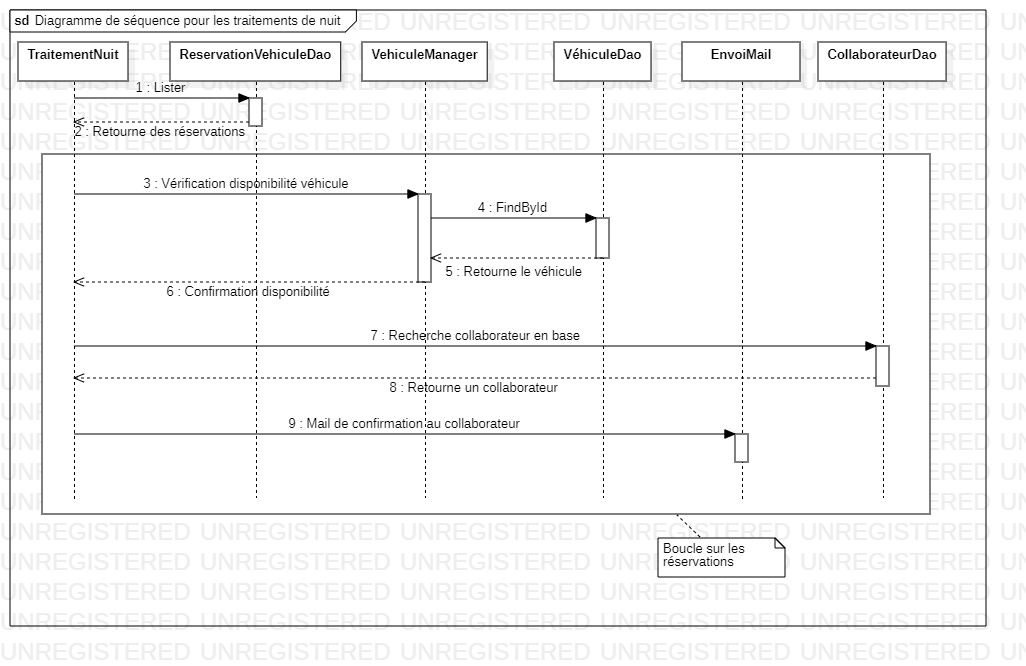 sd Diagramme de séquence pour les traitements de nuit
TraitementNuit
ReservationVehiculeDao
VehiculeManager
VéhiculeDao
EnvoiMail
CollaborateurDao
1 : Lister
2 : Retourne des réservations
3 : Vérification disponibilité véhicule
4 : FindById
5 : Retourne le véhicule
6 : Confirmation disponibilité
7 : Recherche collaborateur en base
8 : Retourne un collaborateur
9 : Mail de confirmation au collaborateur
Boucle sur les
réservations
UNREGISTERED UNREGISTERED UNREGISTERED UNREGISTERED UNREGISTERED